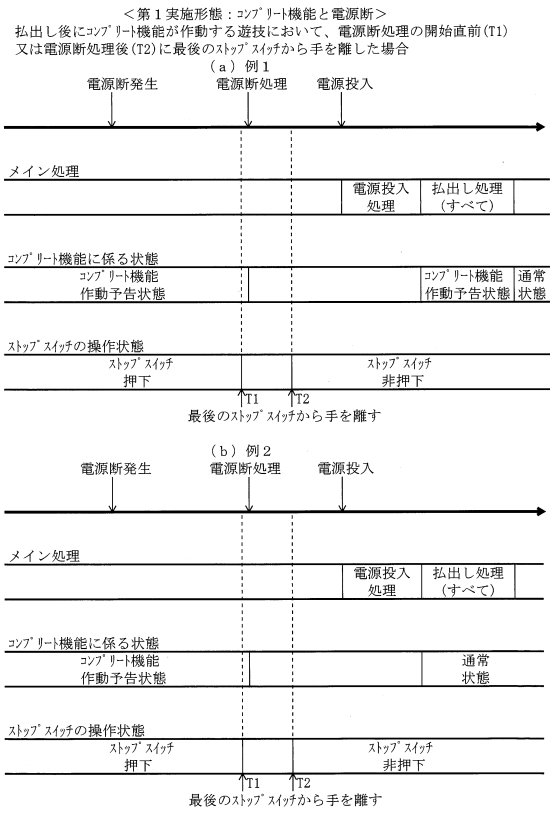 ＜第１実施形態：ｺﾝﾌﾟﾘｰﾄ機能と電源断＞
払出し後にｺﾝﾌﾟﾘｰﾄ機能が作動する遊技において、電源断処理の開始直前(T1)
又は電源断処理後(T2)に最後のｽﾄｯﾌﾟｽｲｯﾁから手を離した場合
（ａ）例１
電源断発生 電源断処理 電源投入
メイン処理
電源投入 払出し処理
処理 (すべて)
ｺﾝﾌﾟﾘｰﾄ機能に係る状態
ｺﾝﾌﾟﾘｰﾄ機能 ｺﾝﾌﾟﾘｰﾄ機能 通常
作動予告状態 作動予告状態 状態
ｽﾄｯﾌﾟｽｲｯﾁの操作状態
ｽﾄｯﾌﾟｽｲｯﾁ ｽﾄｯﾌﾟｽｲｯﾁ
押下 非押下
T1 T2
最後のｽﾄｯﾌﾟｽｲｯﾁから手を離す
（ｂ）例２
電源断発生 電源断処理 電源投入
メイン処理
電源投入 払出し処理
処理 (すべて)
ｺﾝﾌﾟﾘｰﾄ機能に係る状態
ｺﾝﾌﾟﾘｰﾄ機能 通常
作動予告状態 状態
ｽﾄｯﾌﾟｽｲｯﾁの操作状態
ｽﾄｯﾌﾟｽｲｯﾁ ｽﾄｯﾌﾟｽｲｯﾁ
押下 非押下
T1 T2
最後のｽﾄｯﾌﾟｽｲｯﾁから手を離す